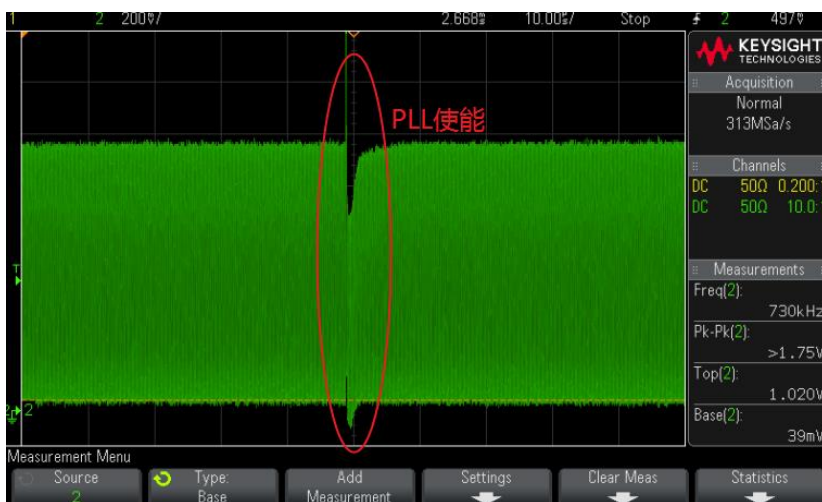 1 2 200V/ 2.668s 10.00s/ Stop 2 497V
KEYSIGHT
TECHNOLOGIES
Acquisition
Normal
313MSa/s
PLL使能
Channels
DC 50Ω 0.200:
DC 50Ω 10.0:
T
Measurements
Freq(2):
730kHz
Pk-Pk(2):
>1.75V
Top(2):
1.020V
2
Base(2):
39mV
Measurement Menu
Source
2
Type:
Base
Add
Measurement
Settings
Clear Meas
Statistics